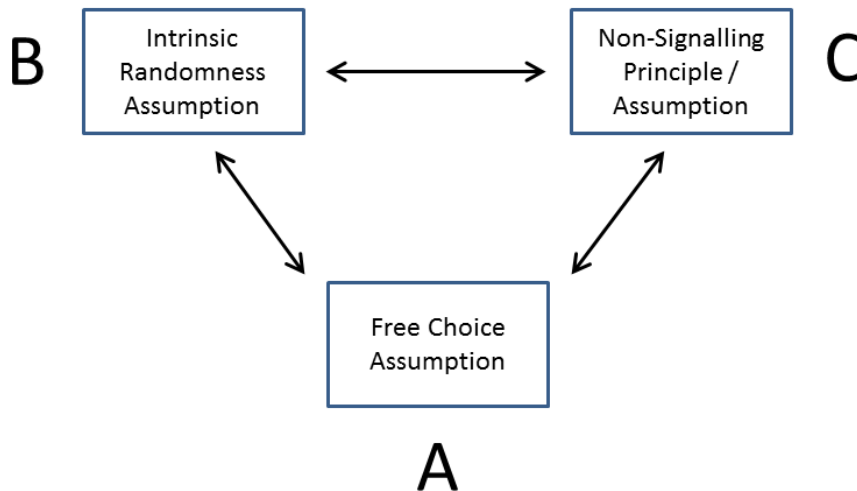 B
Intrinsic
Randomness
Assumption
Non-Signalling
Principle /
Assumption
C
Free Choice
Assumption
A